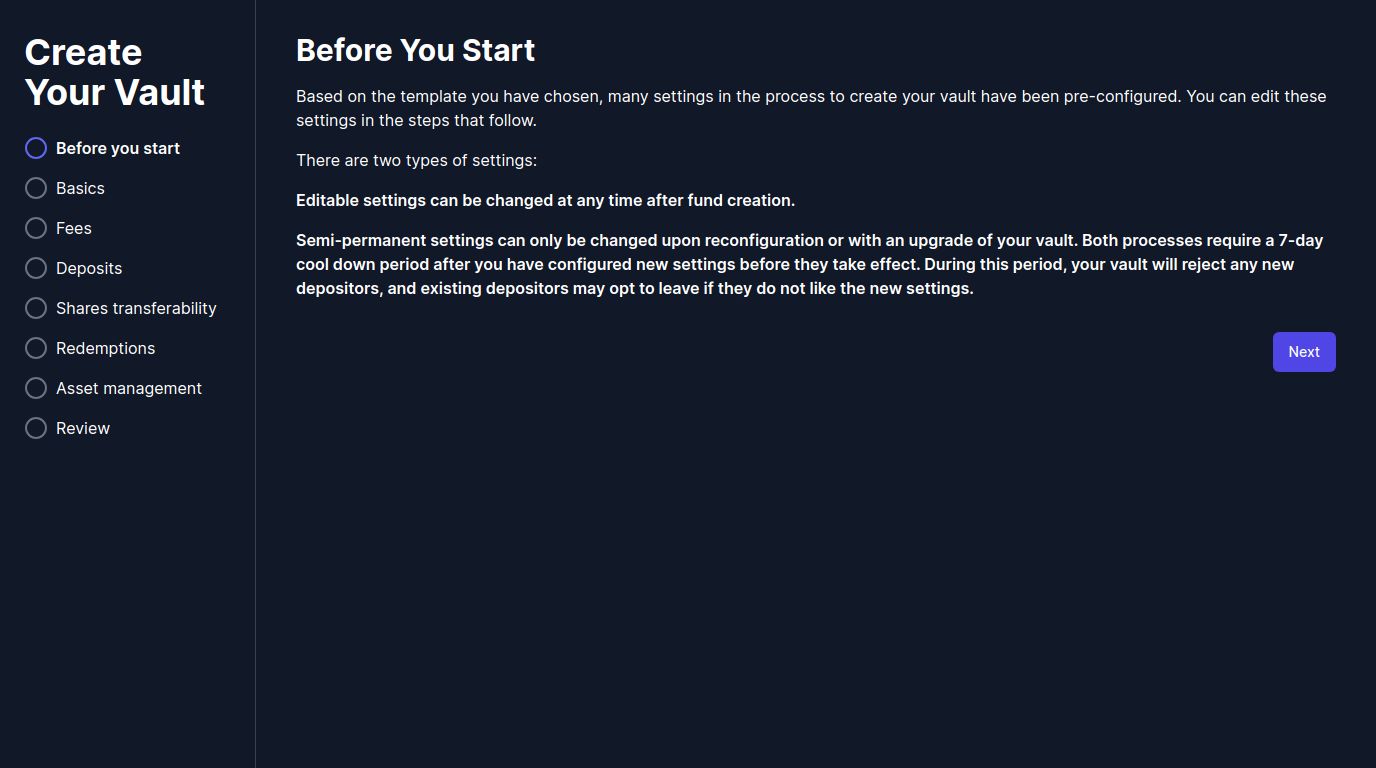 Create
Your Vault
Before you start
Basics
Fees
Deposits
Shares transferability
Redemptions
Asset management
Review
Before You Start
Based on the template you have chosen, many settings in the process to create your vault have been pre-configured. You can edit these
settings in the steps that follow.
There are two types of settings:
Editable settings can be changed at any time after fund creation.
Semi-permanent settings can only be changed upon reconfiguration or with an upgrade of your vault. Both processes require a 7-day
cool down period after you have configured new settings before they take effect. During this period, your vault will reject any new
depositors, and existing depositors may opt to leave if they do not like the new settings.
Next